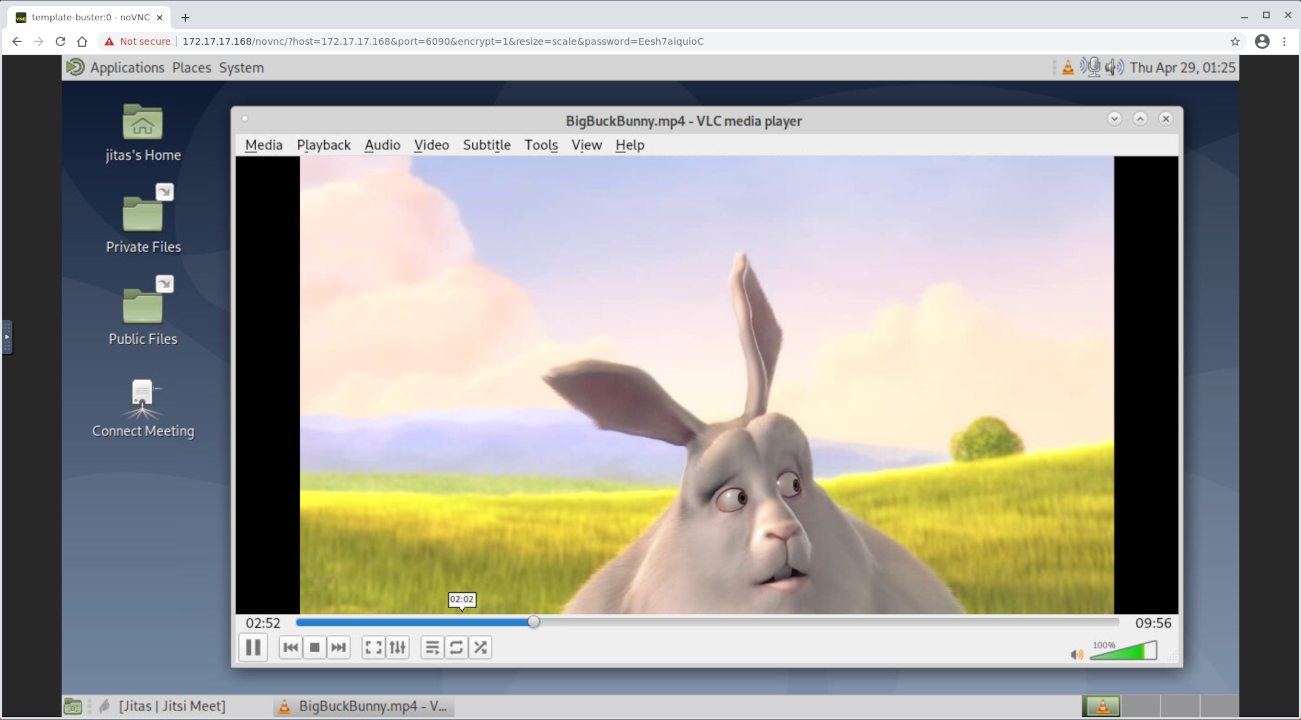 template-buster:0 - noVNC
Not secure
172.17.17.168/novnc/?host=172.17.17.168&port=6090&encrypt=1&resize=scale&password=Eesh7aiquioC
Applications Places System
Thu Apr 29, 01:25
jitas's Home
Private Files
Public Files
Connect Meeting
BigBuckBunny.mp4 - VLC media player
Media Playback Audio Video Subtitle Tools View Help
02:02
02:52
09:56
100%
[Jitas | Jitsi Meet]
BigBuckBunny.mp4 - V...